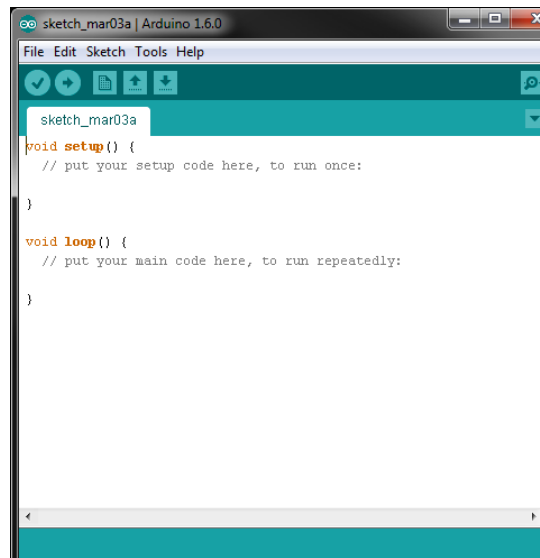 sketch_mar03a | Arduino 1.6.0
File Edit Sketch Tools Help
sketch_mar03a
void setup() {
  // put your setup code here, to run once:
}
void loop() {
  // put your main code here, to run repeatedly:
}